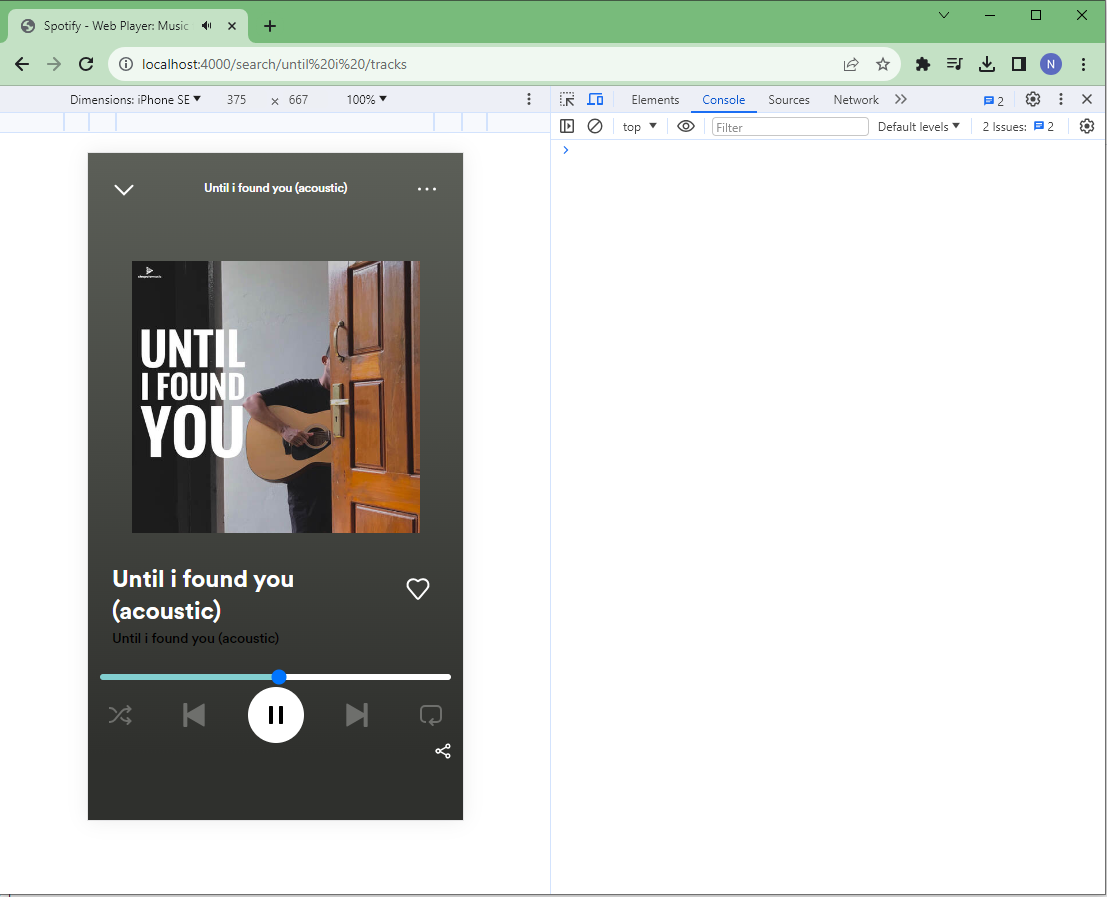 Spotify - Web Player: Music
localhost:4000/search/until%20i%20/tracks
N
Dimensions: iPhone SE 375 × 667 100%
Elements Console Sources Network 2
top Filter Default levels 2 Issues: 2
Until i found you (acoustic)
UNTIL
I FOUND
YOU
Until i found you
(acoustic)
Until i found you (acoustic)